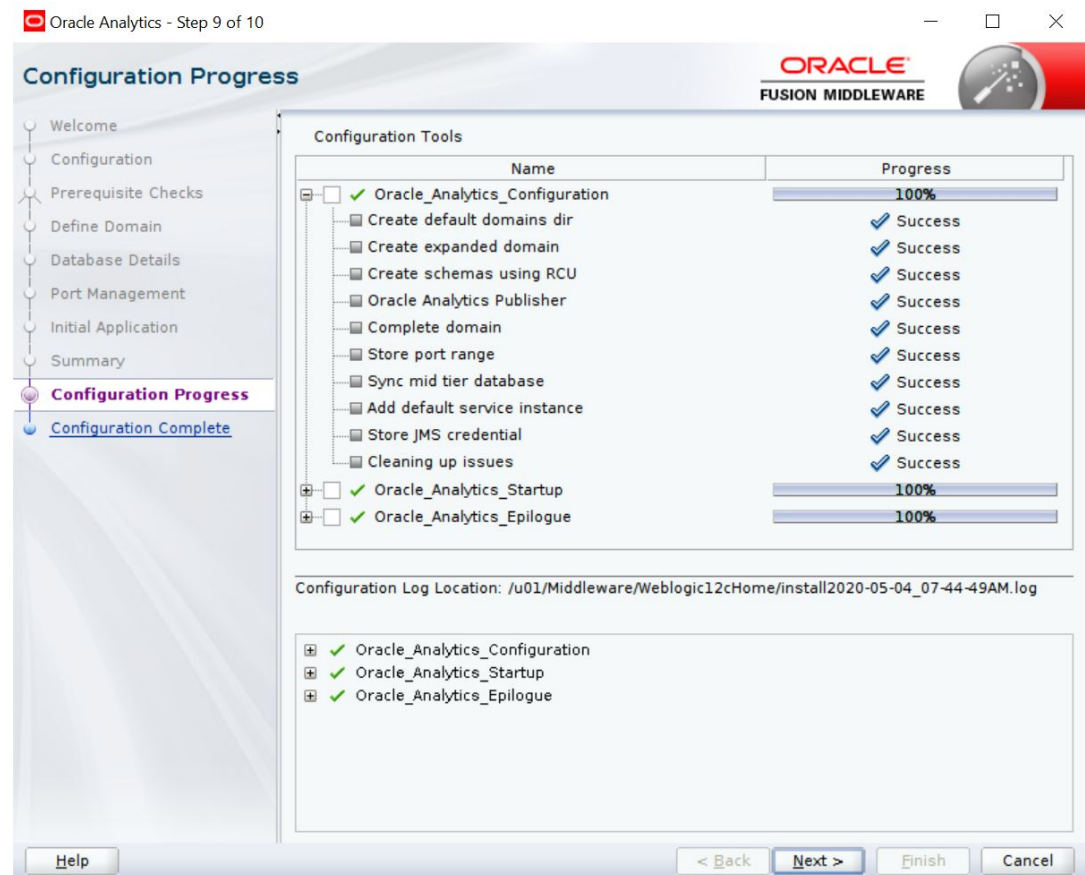 Oracle Analytics - Step 9 of 10
Configuration Progress
ORACLE
FUSION MIDDLEWARE
Welcome
Configuration
Prerequisite Checks
Define Domain
Database Details
Port Management
Initial Application
Summary
Configuration Progress
Configuration Complete
Configuration Tools
Name Progress
Oracle_Analytics_Configuration 100%
Create default domains dir Success
Create expanded domain Success
Create schemas using RCU Success
Oracle Analytics Publisher Success
Complete domain Success
Store port range Success
Sync mid tier database Success
Add default service instance Success
Store JMS credential Success
Cleaning up issues Success
Oracle_Analytics_Startup 100%
Oracle_Analytics_Epilogue 100%
Configuration Log Location: /u01/Middleware/Weblogic12cHome/install2020-05-04_07-44-49AM.log
Oracle_Analytics_Configuration
Oracle_Analytics_Startup
Oracle_Analytics_Epilogue
Help < Back Next > Finish Cancel